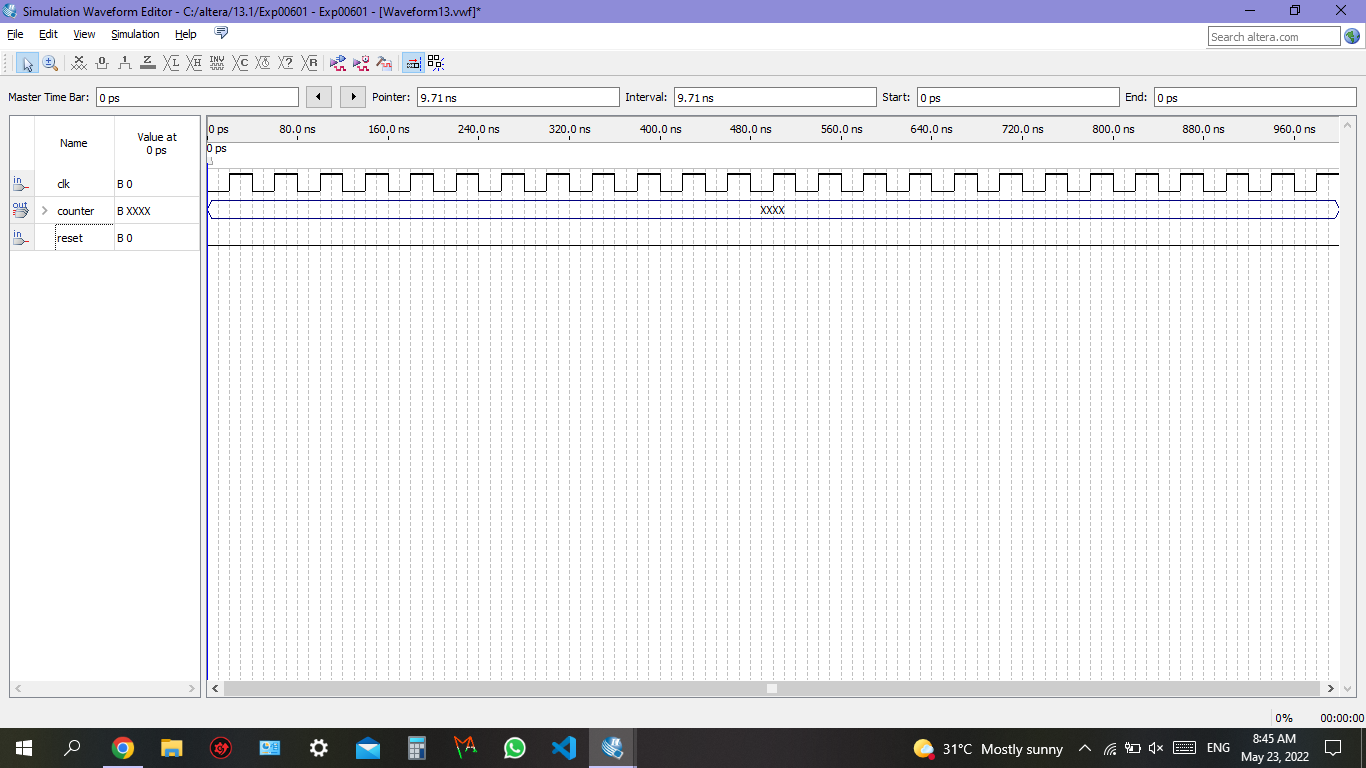 Simulation Waveform Editor - C:/altera/13.1/Exp00601 - Exp00601 - [Waveform13.vwf]*
File Edit View Simulation Help
Search altera.com
INV
Master Time Bar: 0 ps Pointer: 9.71 ns Interval: 9.71 ns Start: 0 ps End: 0 ps
Name Value at 0 ps
0 ps 80.0 ns 160.0 ns 240.0 ns 320.0 ns 400.0 ns 480.0 ns 560.0 ns 640.0 ns 720.0 ns 800.0 ns 880.0 ns 960.0 ns
0 ps
in clk B 0
out counter B XXXX XXXX
in reset B 0
0% 00:00:00
31°C Mostly sunny ENG 8:45 AM
May 23, 2022